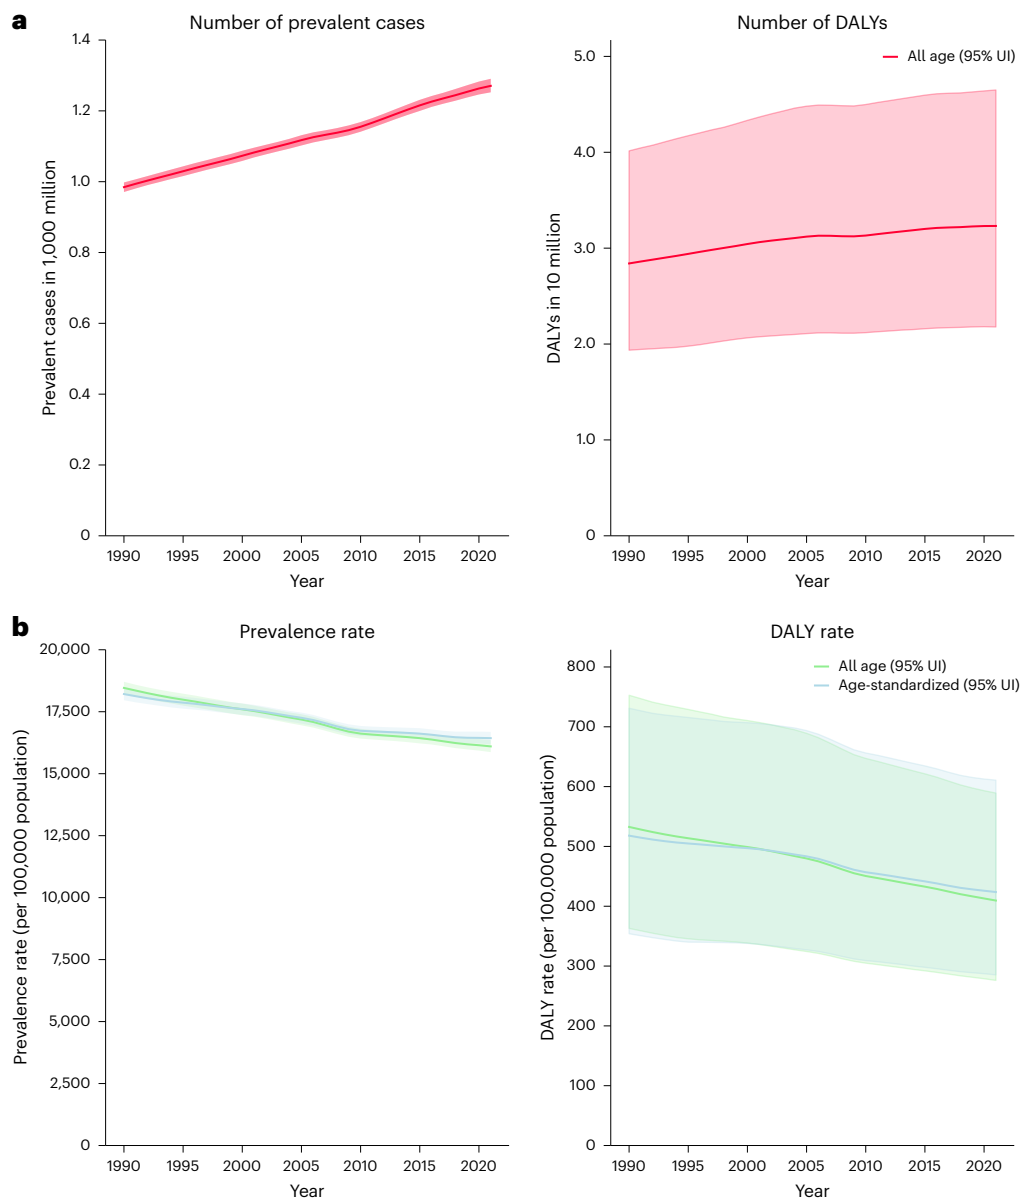 a
Number of prevalent cases
Prevalent cases in 1,000 million
1.4
1.2
1.0
0.8
0.6
0.4
0.2
0
1990 1995 2000 2005 2010 2015 2020
Year
Number of DALYs
All age (95% UI)
DALYs in 10 million
5.0
4.0
3.0
2.0
1.0
0
1990 1995 2000 2005 2010 2015 2020
Year
b
Prevalence rate
Prevalence rate (per 100,000 population)
20,000
17,500
15,000
12,500
10,000
7,500
5,000
2,500
0
1990 1995 2000 2005 2010 2015 2020
Year
DALY rate
All age (95% UI)
Age-standardized (95% UI)
DALY rate (per 100,000 population)
800
700
600
500
400
300
200
100
0
1990 1995 2000 2005 2010 2015 2020
Year